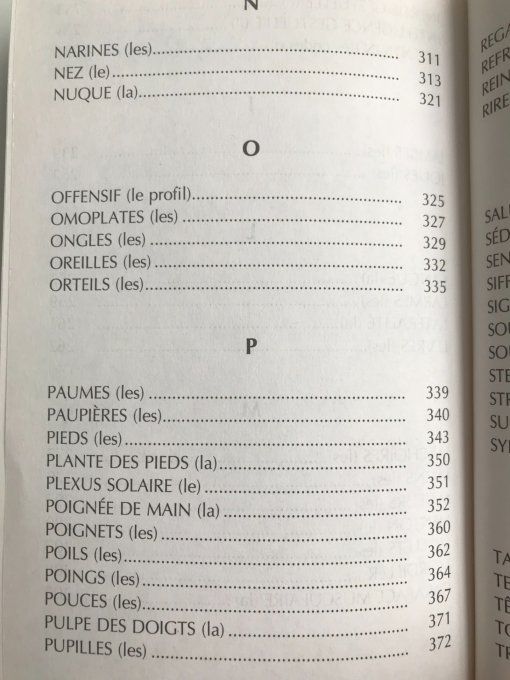 N
NARINES (les)........ 311
NEZ (le)........ 313
NUQUE (la)........ 321
O
OFFENSIF (le profil)........ 325
OMOPLATES (les)........ 327
ONGLES (les)........ 329
OREILLES (les)........ 332
ORTEILS (les)........ 335
P
PAUMES (les)........ 339
PAUPIÈRES (les)........ 340
PIEDS (les)........ 343
PLANTE DES PIEDS (la)........ 350
PLEXUS SOLAIRE (le)........ 351
POIGNÉE DE MAIN (la)........ 352
POIGNETS (les)........ 360
POILS (les)........ 362
POINGS (les)........ 364
POUCES (les)........ 367
PULPE DES DOIGTS (la)........ 371
PUPILLES (les)........ 372